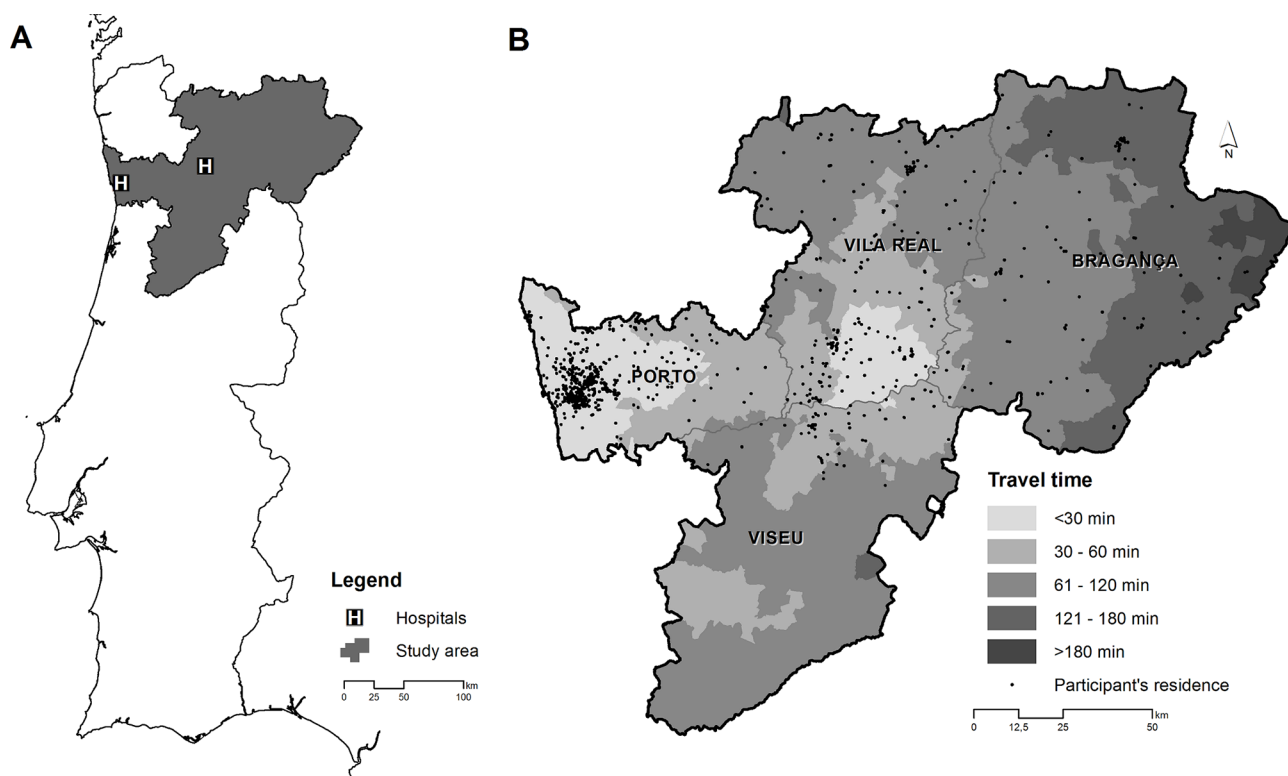 A
H
H
Legend
H Hospitals
Study area
0 25 50 100 km
B
N
VILA REAL
BRAGANÇA
PORTO
VISEU
Travel time
<30 min
30 - 60 min
61 - 120 min
121 - 180 min
>180 min
Participant's residence
0 12,5 25 50 km